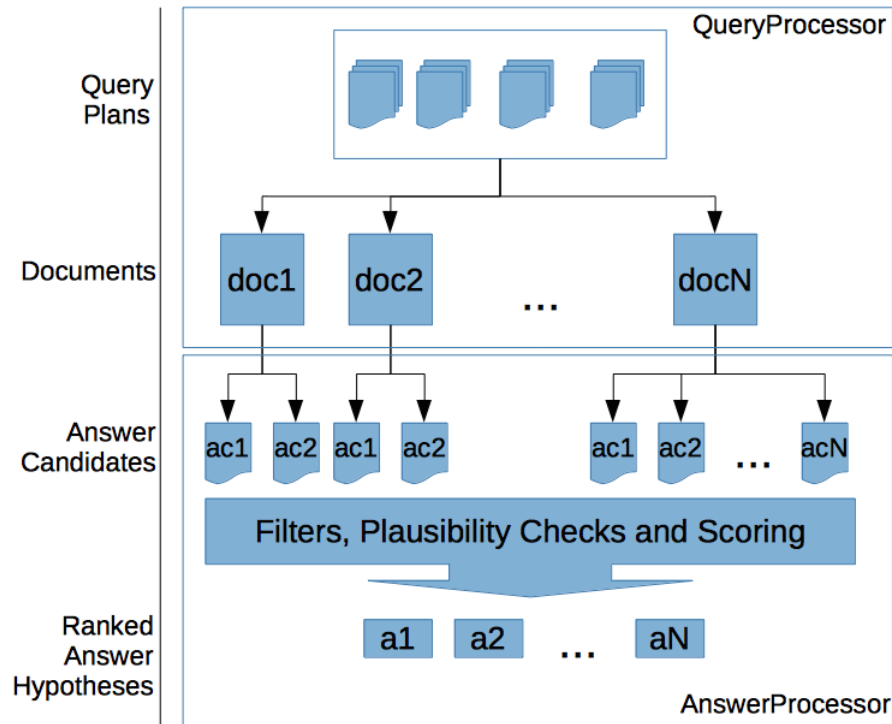 QueryProcessor
Query
Plans
Documents
doc1 doc2 ... docN
Answer
Candidates
ac1 ac2 ac1 ac2 ac1 ac2 ... acN
Filters, Plausibility Checks and Scoring
Ranked
Answer
Hypotheses
a1 a2 ... aN
AnswerProcessor